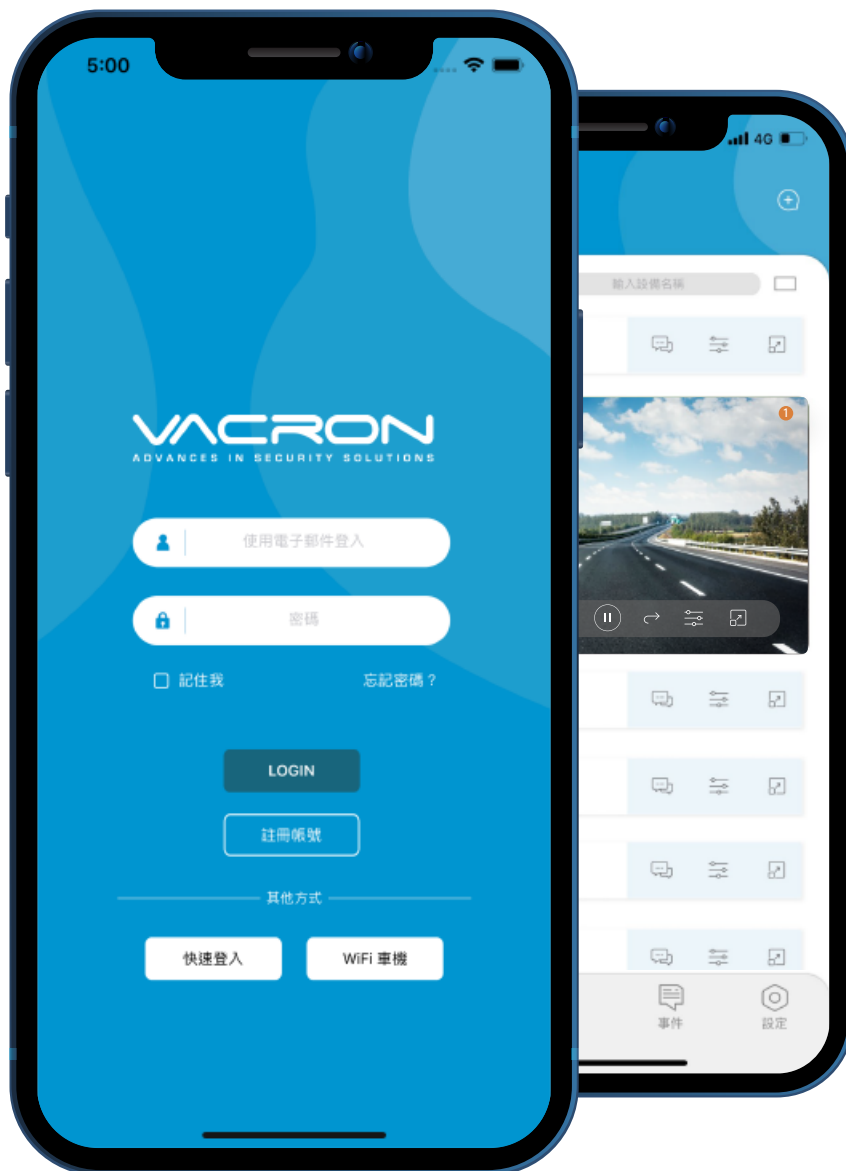 5:00
VACRON
ADVANCES IN SECURITY SOLUTIONS
使用電子郵件登入
密碼
記住我
忘記密碼？
LOGIN
註冊帳號
其他方式
快速登入
WiFi 車機
4G
輸入設備名稱
1
事件
設定